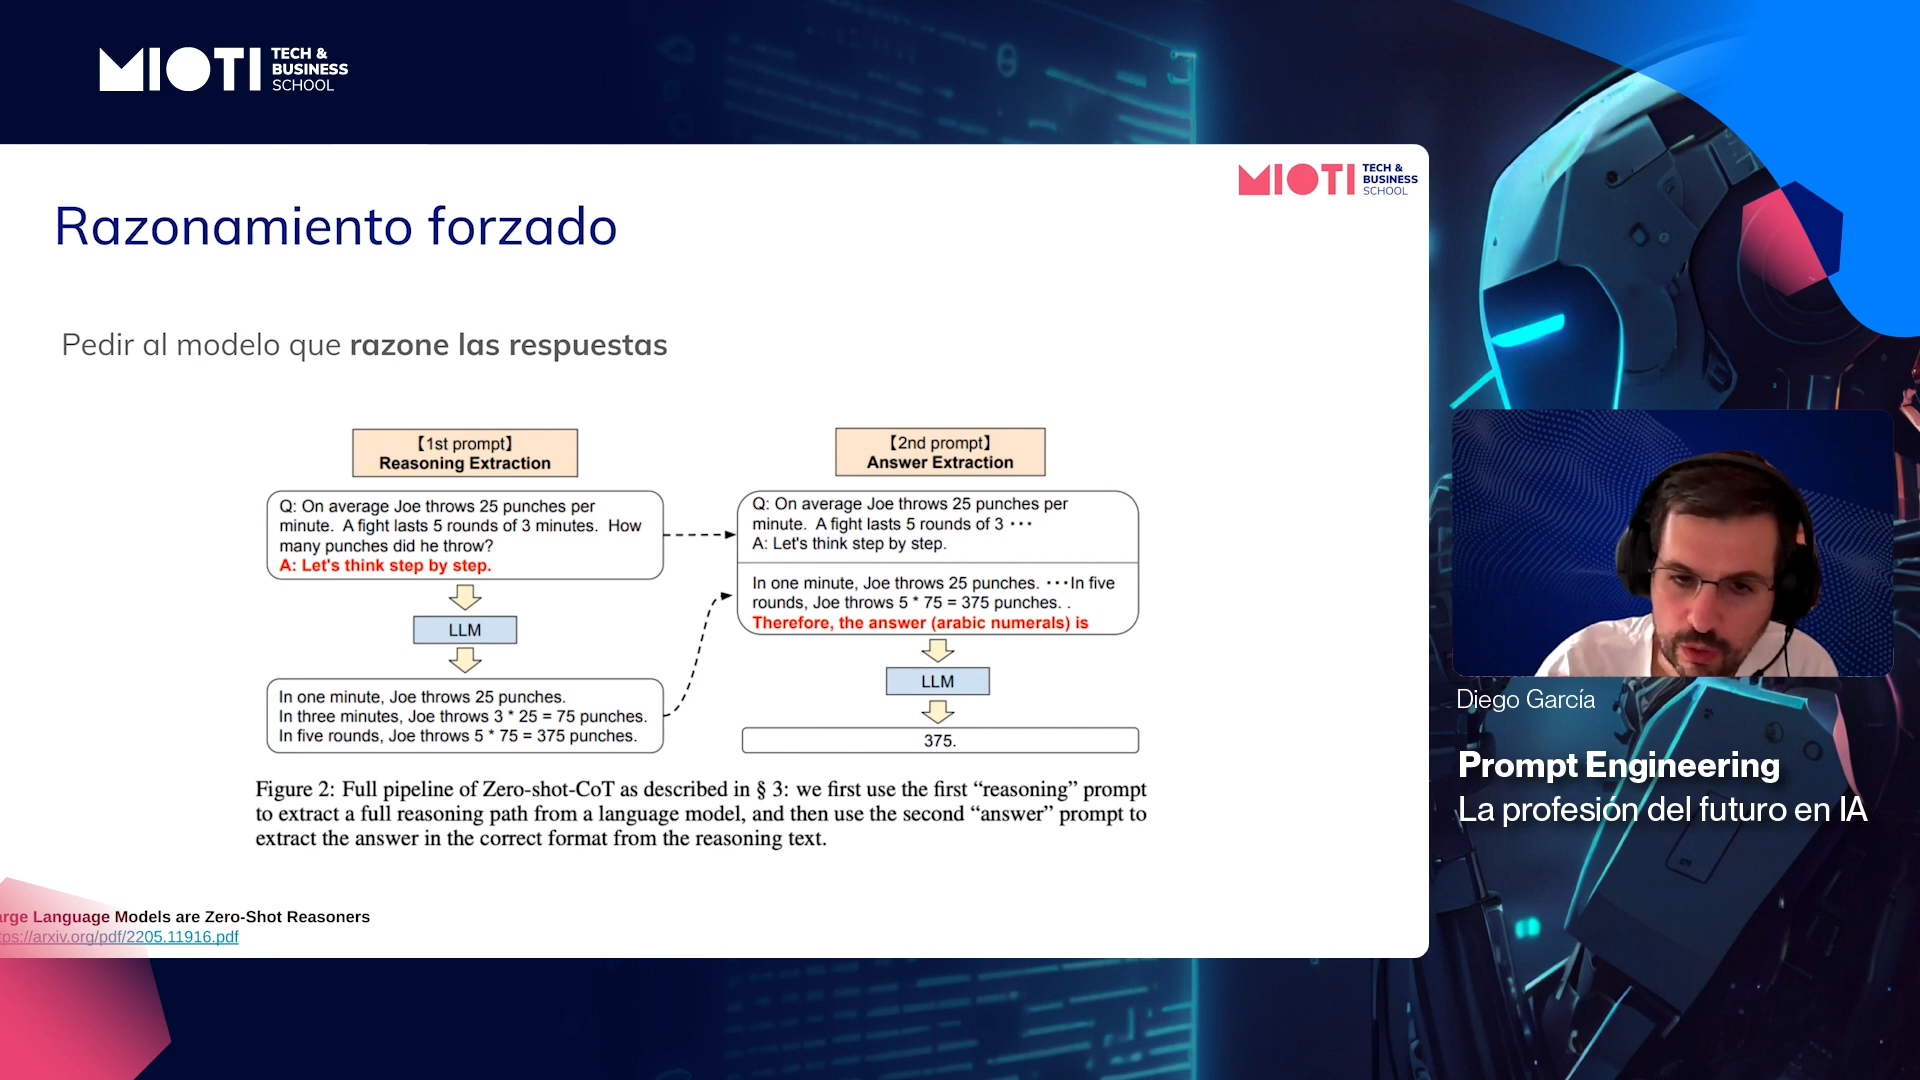 MIOTI TECH &
BUSINESS
SCHOOL
MIOTI TECH &
BUSINESS
SCHOOL
Razonamiento forzado
Pedir al modelo que razone las respuestas
【1st prompt】
Reasoning Extraction
Q: On average Joe throws 25 punches per
minute. A fight lasts 5 rounds of 3 minutes. How
many punches did he throw?
A: Let's think step by step.
LLM
In one minute, Joe throws 25 punches.
In three minutes, Joe throws 3 * 25 = 75 punches.
In five rounds, Joe throws 5 * 75 = 375 punches.
【2nd prompt】
Answer Extraction
Q: On average Joe throws 25 punches per
minute. A fight lasts 5 rounds of 3 ···
A: Let's think step by step.
In one minute, Joe throws 25 punches. ···In five
rounds, Joe throws 5 * 75 = 375 punches. .
Therefore, the answer (arabic numerals) is
LLM
375.
Figure 2: Full pipeline of Zero-shot-CoT as described in § 3: we first use the first “reasoning” prompt
to extract a full reasoning path from a language model, and then use the second “answer” prompt to
extract the answer in the correct format from the reasoning text.
arge Language Models are Zero-Shot Reasoners
tps://arxiv.org/pdf/2205.11916.pdf
Diego García
Prompt Engineering
La profesión del futuro en IA